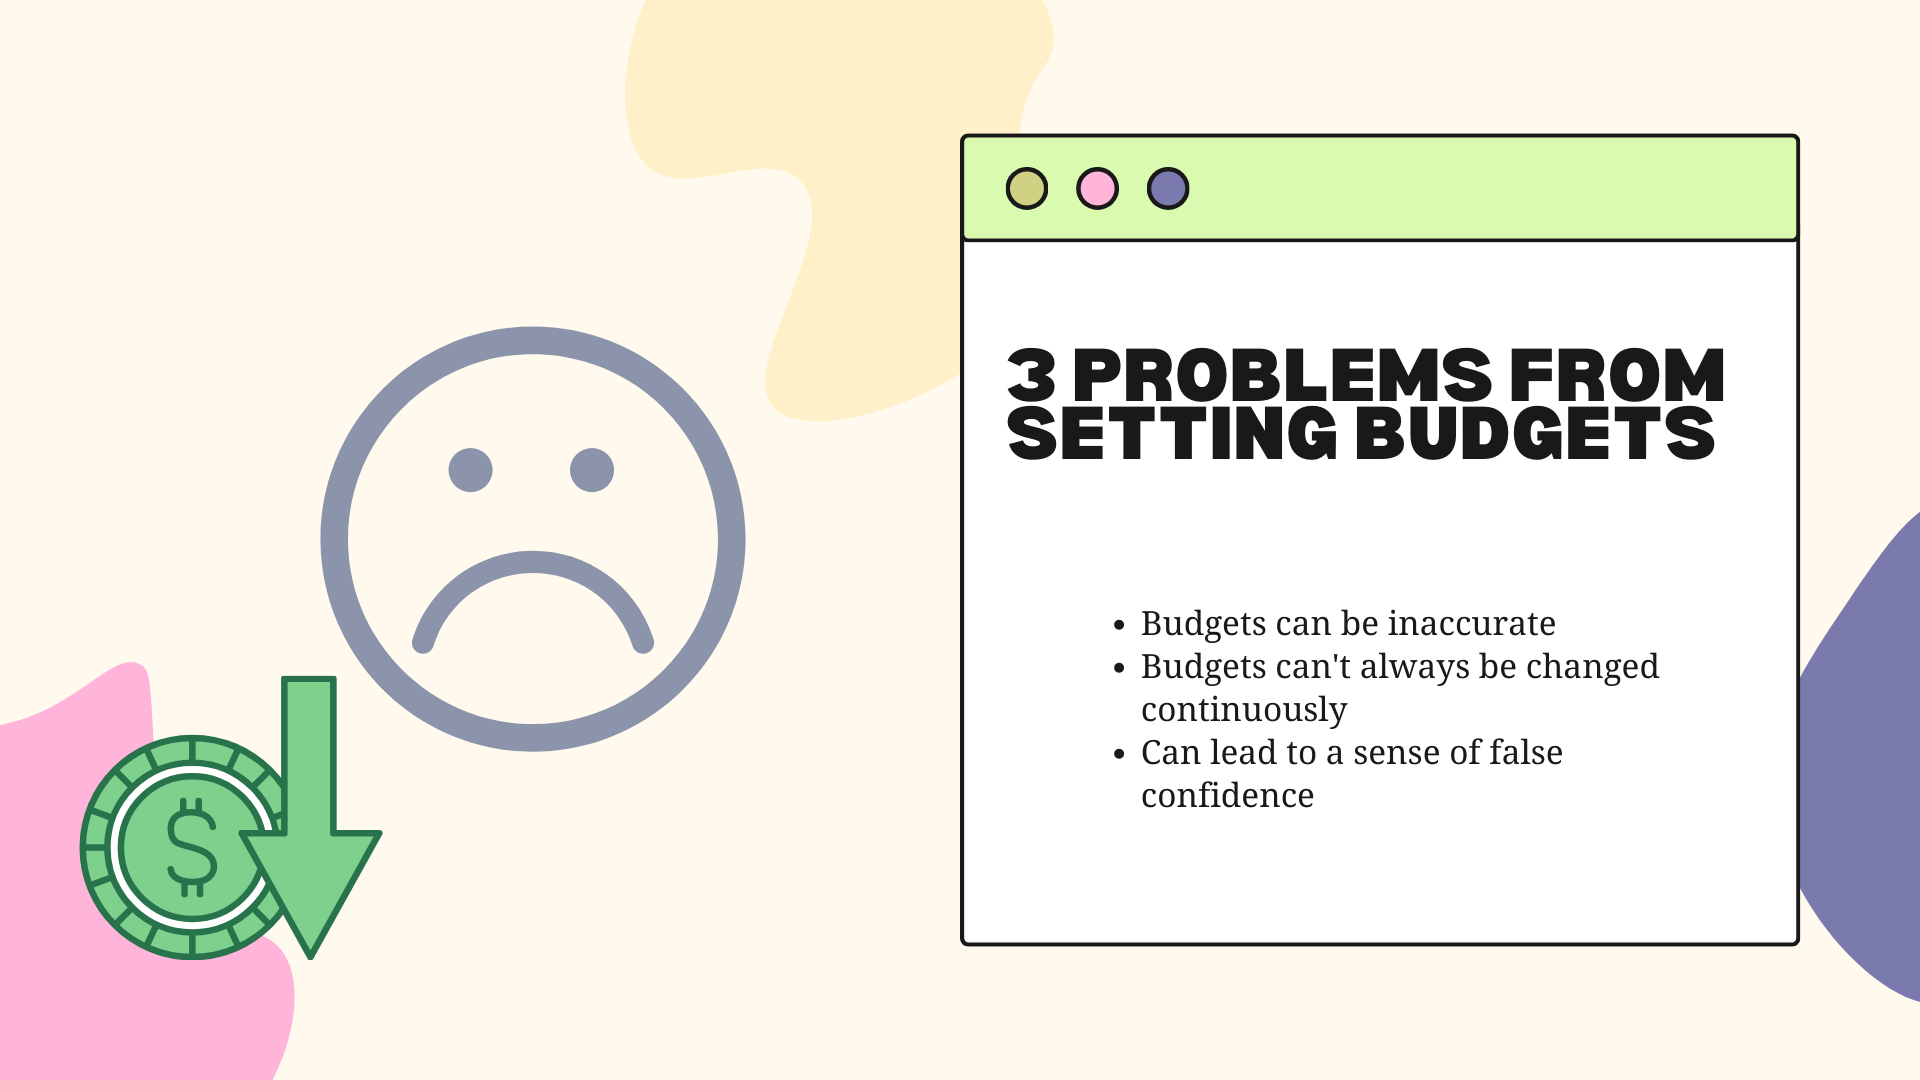 3 PROBLEMS FROM
SETTING BUDGETS
• Budgets can be inaccurate
• Budgets can't always be changed
continuously
• Can lead to a sense of false
confidence
$